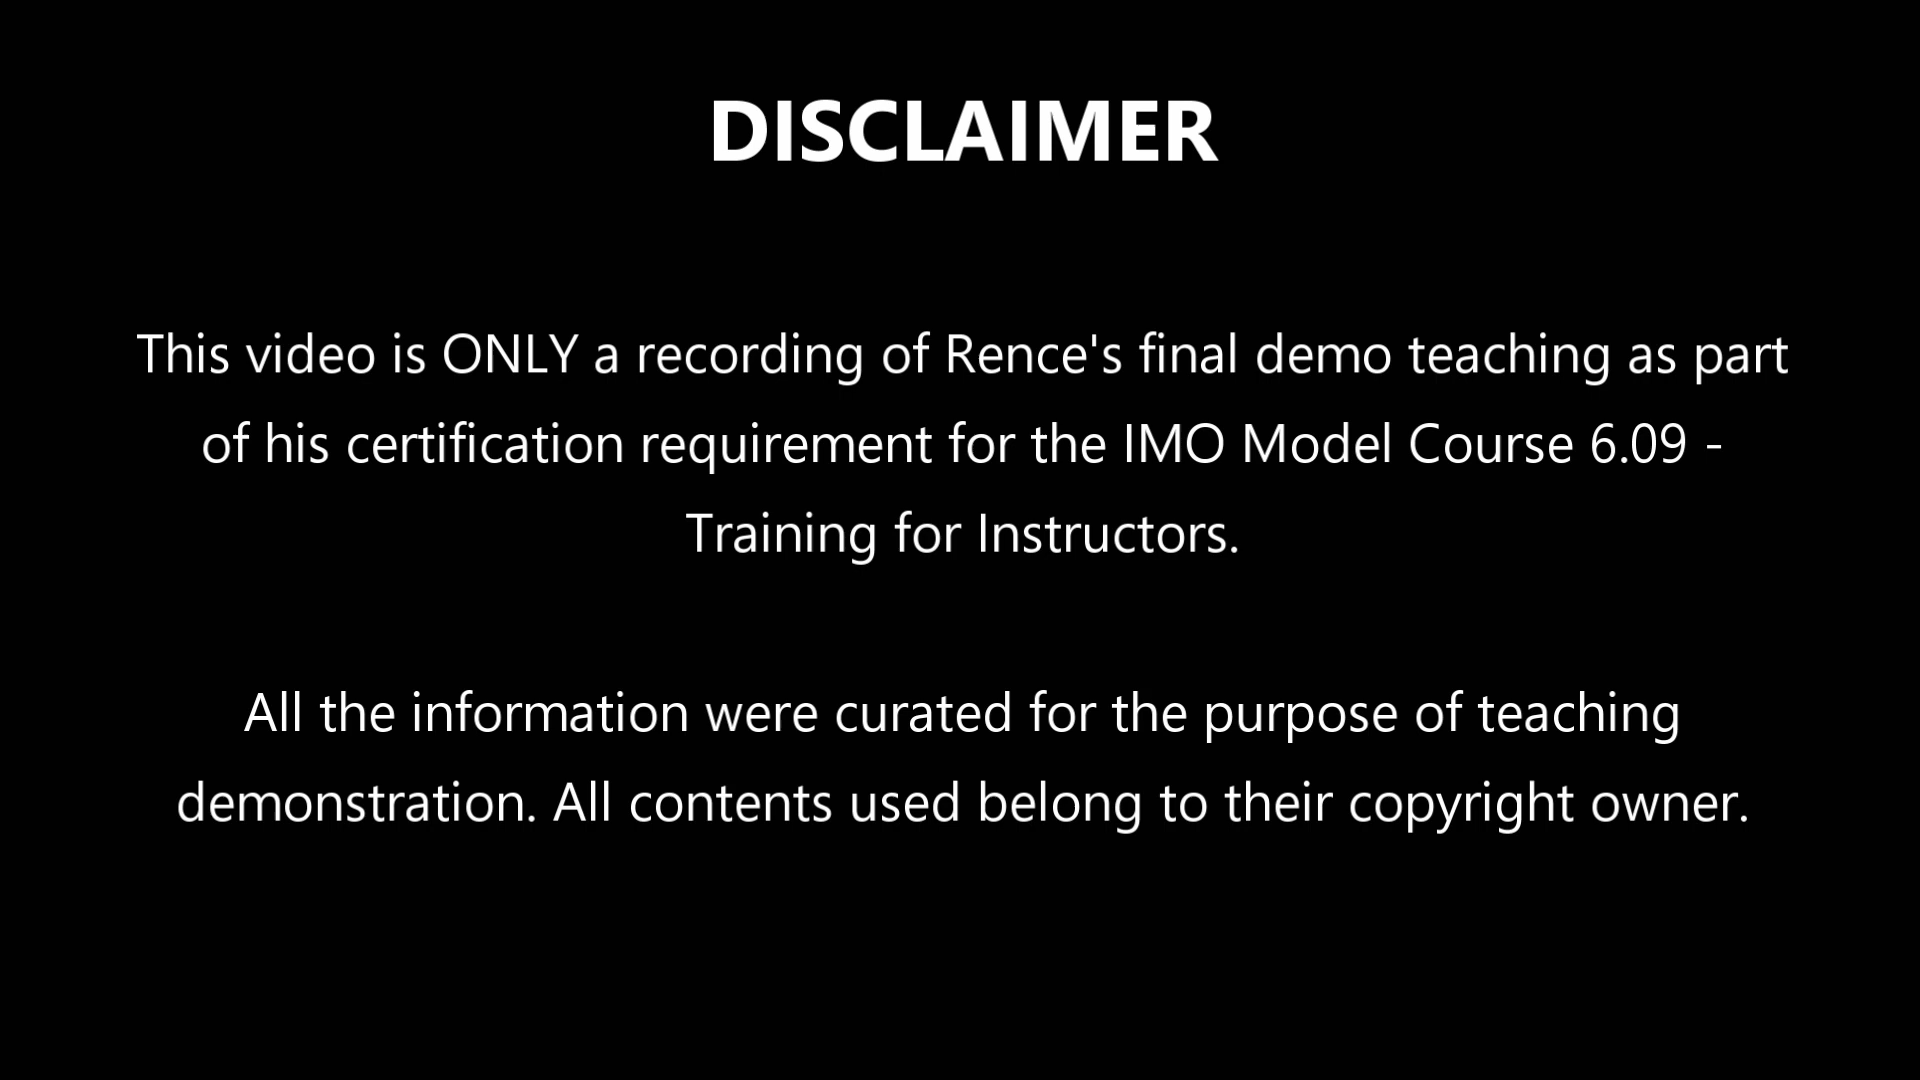 DISCLAIMER
This video is ONLY a recording of Rence's final demo teaching as part
of his certification requirement for the IMO Model Course 6.09 -
Training for Instructors.
All the information were curated for the purpose of teaching
demonstration. All contents used belong to their copyright owner.